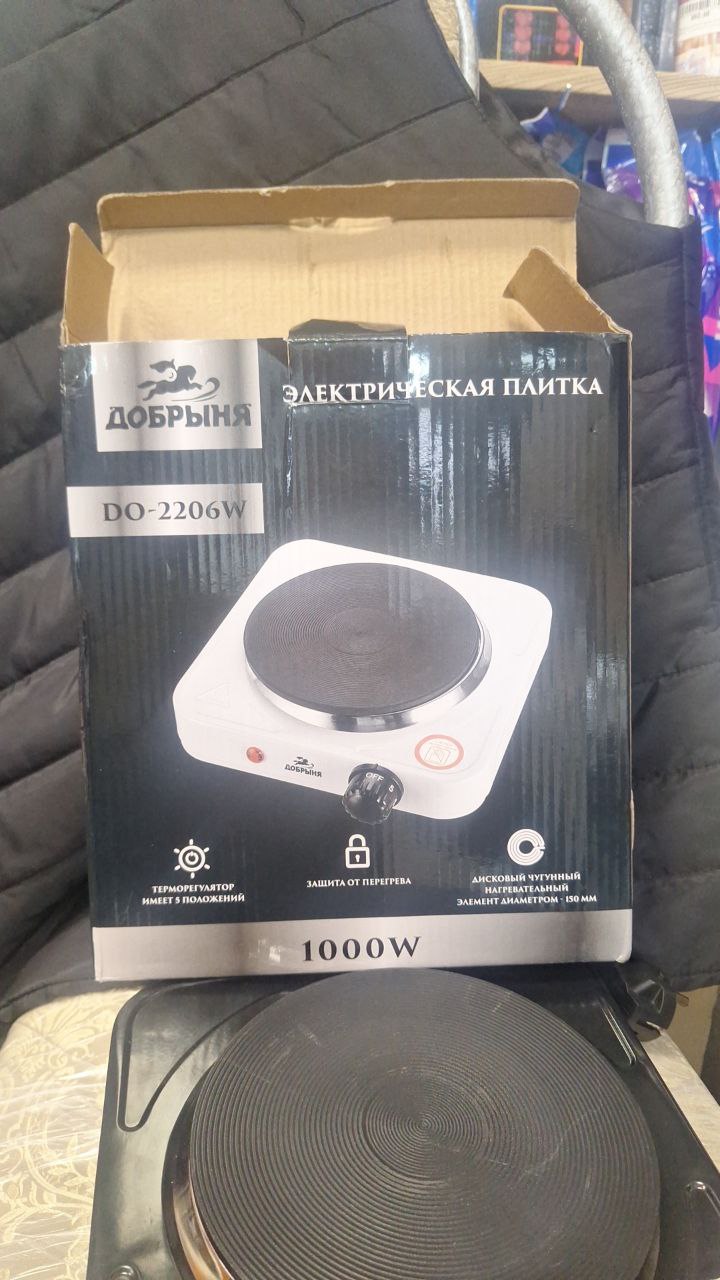 ДОБРЫНЯ
ЭЛЕКТРИЧЕСКАЯ ПЛИТКА
DO-2206W
ДОБРЫНЯ
OFF 5
ТЕРМОРЕГУЛЯТОР
ИМЕЕТ 5 ПОЛОЖЕНИЙ
ЗАЩИТА ОТ ПЕРЕГРЕВА
ДИСКОВЫЙ ЧУГУННЫЙ
НАГРЕВАТЕЛЬНЫЙ
ЭЛЕМЕНТ ДИАМЕТРОМ - 150 ММ
1000W